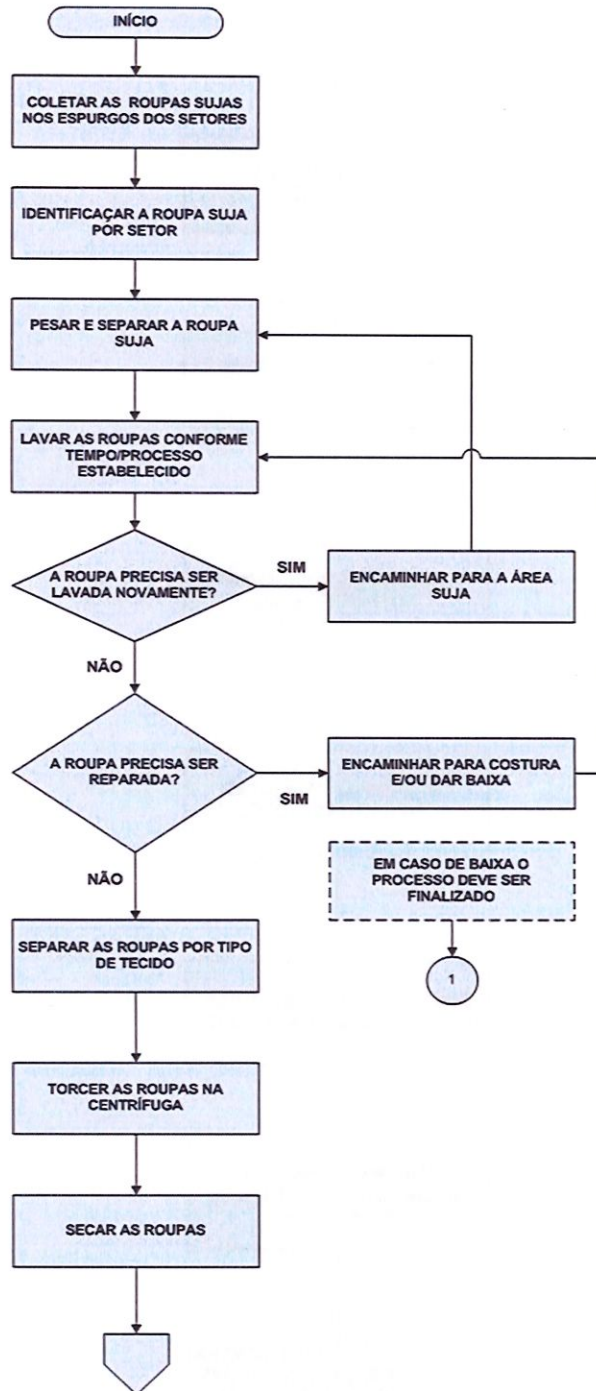 INÍCIO
COLETAR AS ROUPAS SUJAS
NOS ESPURGOS DOS SETORES
IDENTIFICAÇAR A ROUPA SUJA
POR SETOR
PESAR E SEPARAR A ROUPA
SUJA
LAVAR AS ROUPAS CONFORME
TEMPO/PROCESSO
ESTABELECIDO
A ROUPA PRECISA SER
LAVADA NOVAMENTE?
SIM
ENCAMINHAR PARA A ÁREA
SUJA
NÃO
A ROUPA PRECISA SER
REPARADA?
SIM
ENCAMINHAR PARA COSTURA
E/OU DAR BAIXA
EM CASO DE BAIXA O
PROCESSO DEVE SER
FINALIZADO
1
NÃO
SEPARAR AS ROUPAS POR TIPO
DE TECIDO
TORCER AS ROUPAS NA
CENTRÍFUGA
SECAR AS ROUPAS